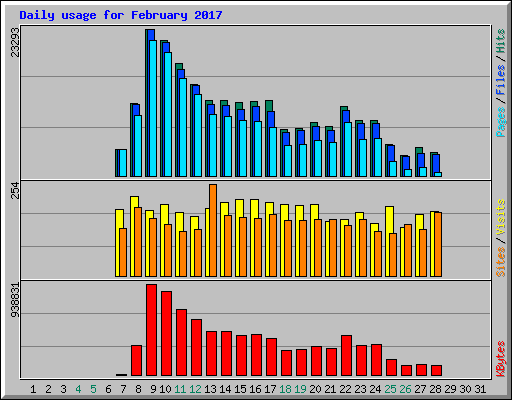 Daily usage for February 2017
23293
Pages / Files / Hits
254
Sites / Visits
938831
KBytes
1 2 3 4 5 6 7 8 9 10 11 12 13 14 15 16 17 18 19 20 21 22 23 24 25 26 27 28 29 30 31